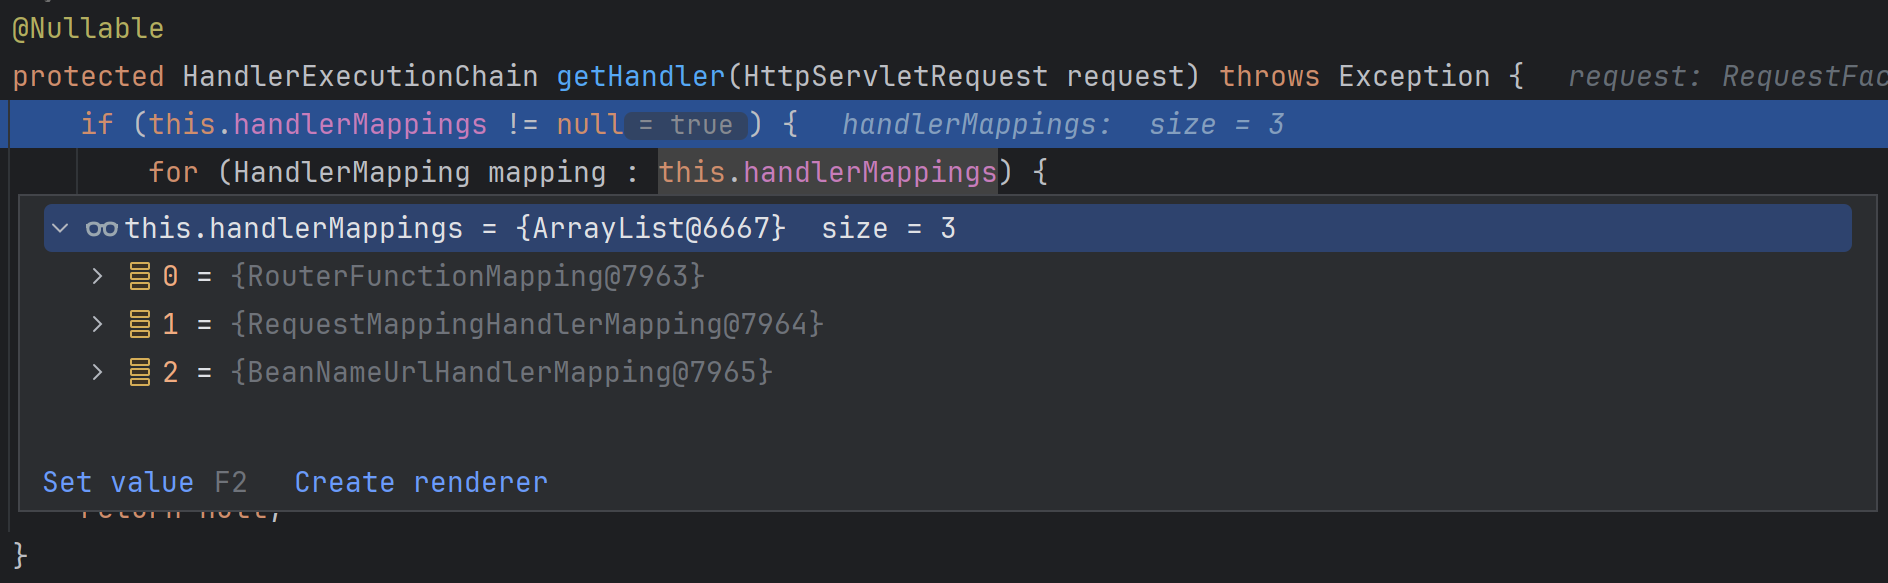 @Nullable
protected HandlerExecutionChain getHandler(HttpServletRequest request) throws Exception {   request: RequestFac
if (this.handlerMappings != null = true ) {   handlerMappings:  size = 3
for (HandlerMapping mapping : this.handlerMappings) {
this.handlerMappings = {ArrayList@6667}  size = 3
0 = {RouterFunctionMapping@7963}
1 = {RequestMappingHandlerMapping@7964}
2 = {BeanNameUrlHandlerMapping@7965}
Set value F2   Create renderer
return null;
}